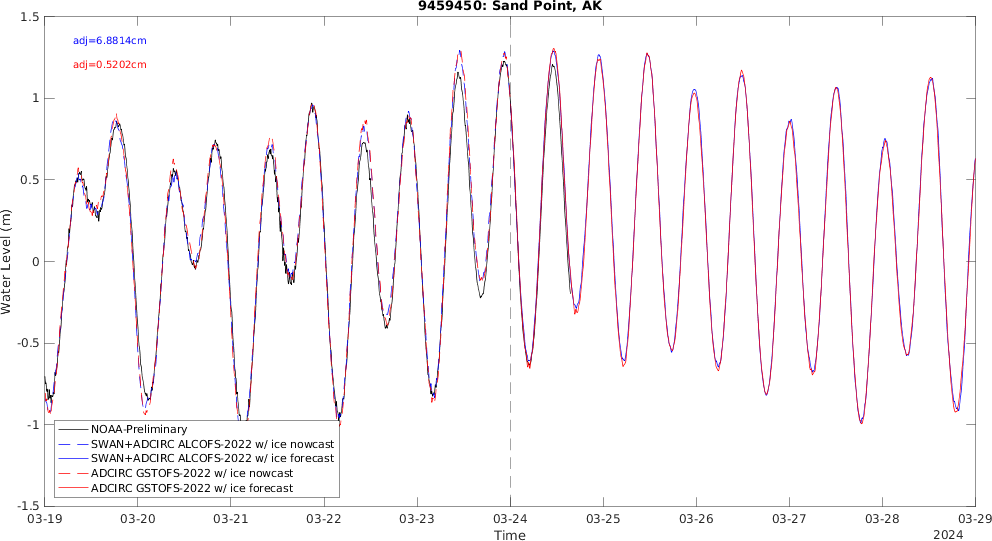 9459450: Sand Point, AK
1.5
adj=6.8814cm
adj=0.5202cm
1
0.5
0
-0.5
-1
-1.5
Water Level (m)
NOAA-Preliminary
SWAN+ADCIRC ALCOFS-2022 w/ ice nowcast
SWAN+ADCIRC ALCOFS-2022 w/ ice forecast
ADCIRC GSTOFS-2022 w/ ice nowcast
ADCIRC GSTOFS-2022 w/ ice forecast
03-19 03-20 03-21 03-22 03-23 03-24 03-25 03-26 03-27 03-28 03-29
Time
2024